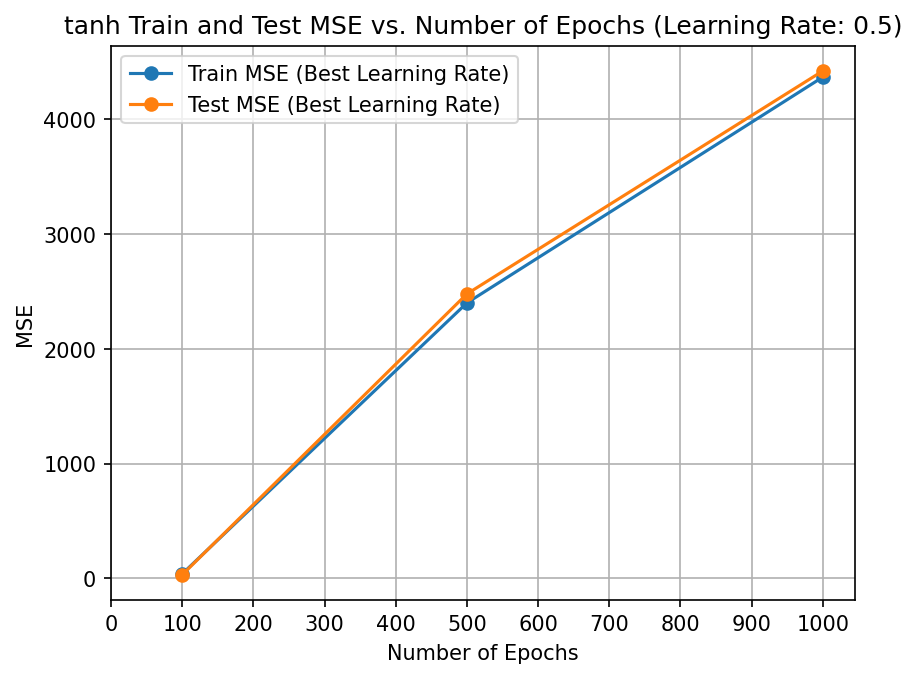 tanh Train and Test MSE vs. Number of Epochs (Learning Rate: 0.5)
Train MSE (Best Learning Rate)
Test MSE (Best Learning Rate)
MSE
4000
3000
2000
1000
0
0 100 200 300 400 500 600 700 800 900 1000
Number of Epochs